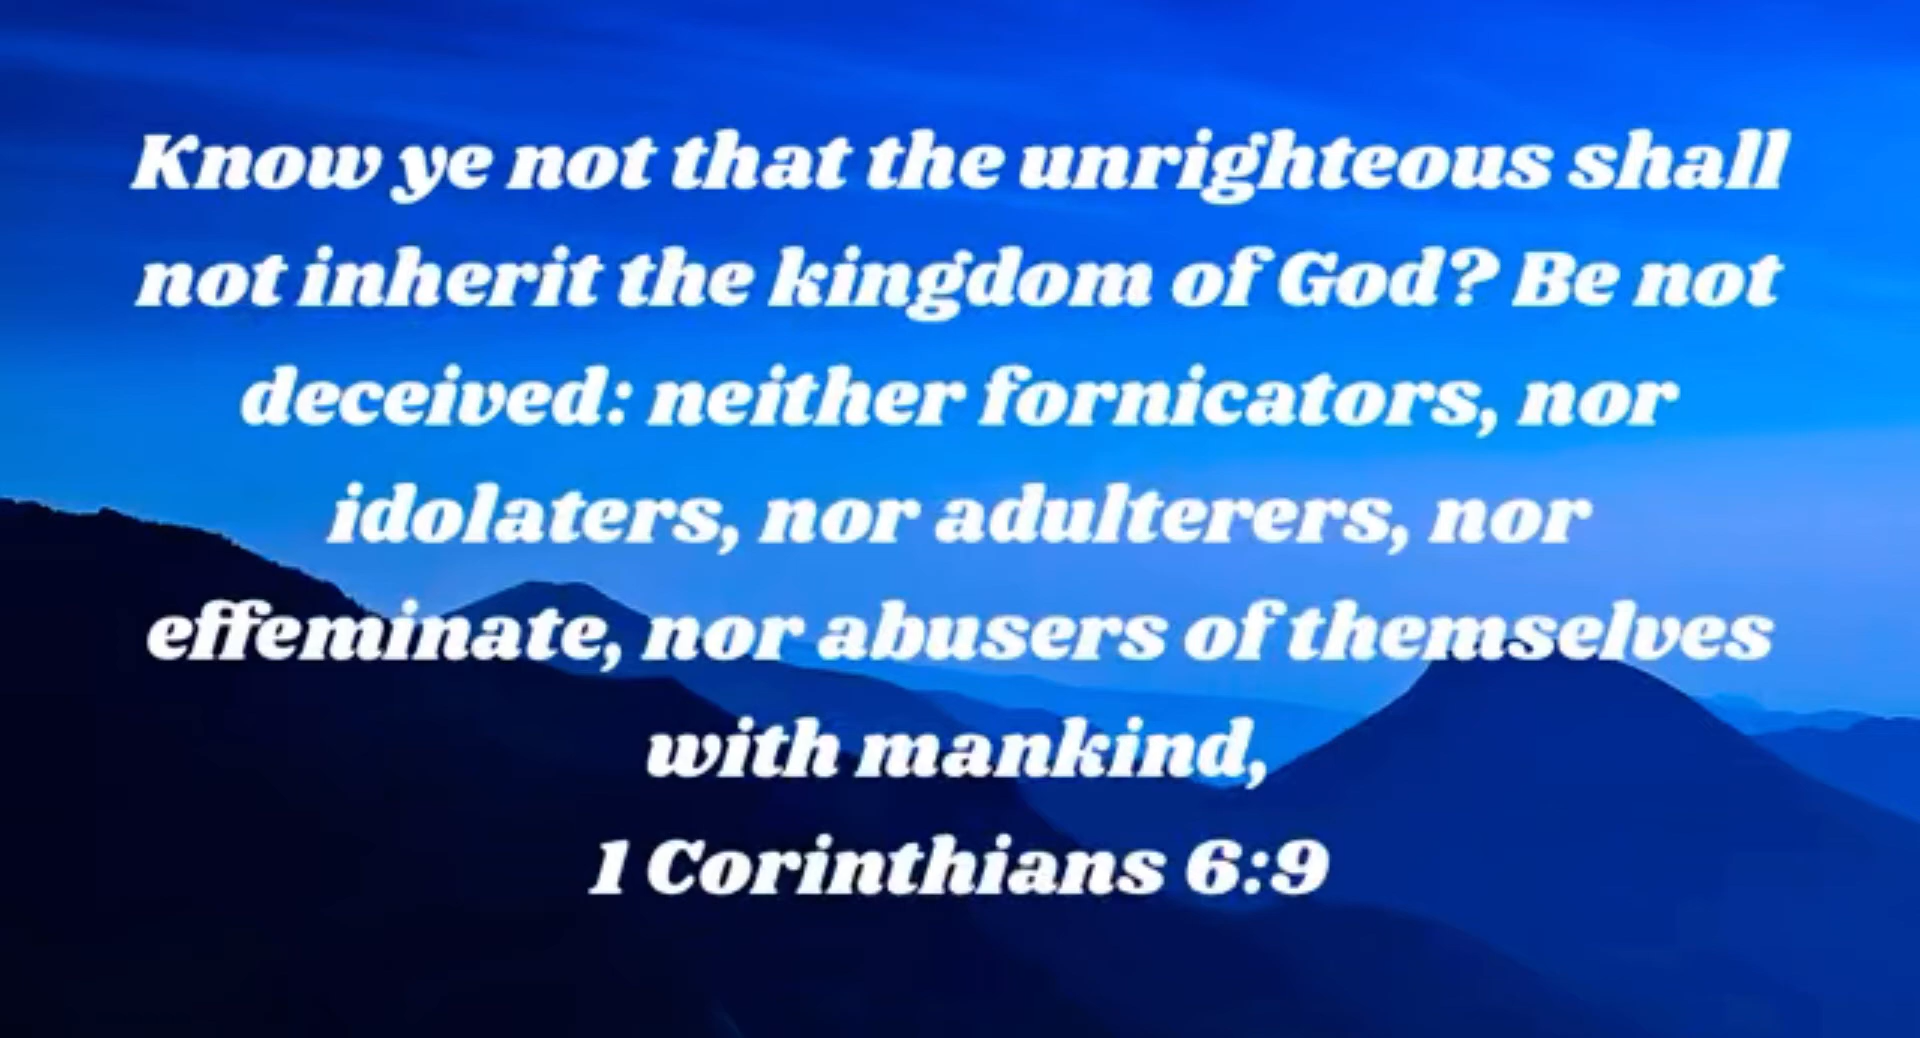 Know ye not that the unrighteous shall
not inherit the kingdom of God? Be not
deceived: neither fornicators, nor
idolaters, nor adulterers, nor
effeminate, nor abusers of themselves
with mankind,
1 Corinthians 6:9